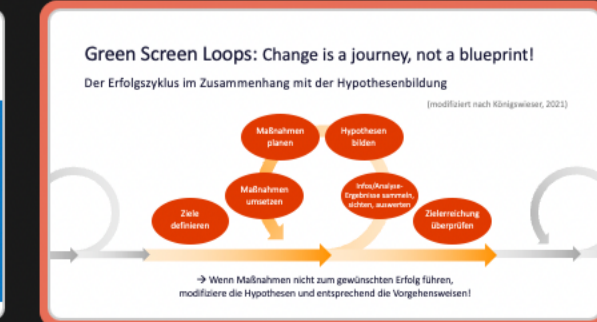 Green Screen Loops: Change is a journey, not a blueprint!
Der Erfolgszyklus im Zusammenhang mit der Hypothesenbildung
(modifiziert nach Königswieser, 2021)
Maßnahmen
planen
Hypothesen
bilden
Maßnahmen
umsetzen
Infos/Analyse-
Ergebnisse sammeln,
sichten, auswerten
Ziele
definieren
Zielerreichung
überprüfen
→ Wenn Maßnahmen nicht zum gewünschten Erfolg führen,
modifiziere die Hypothesen und entsprechend die Vorgehensweisen!